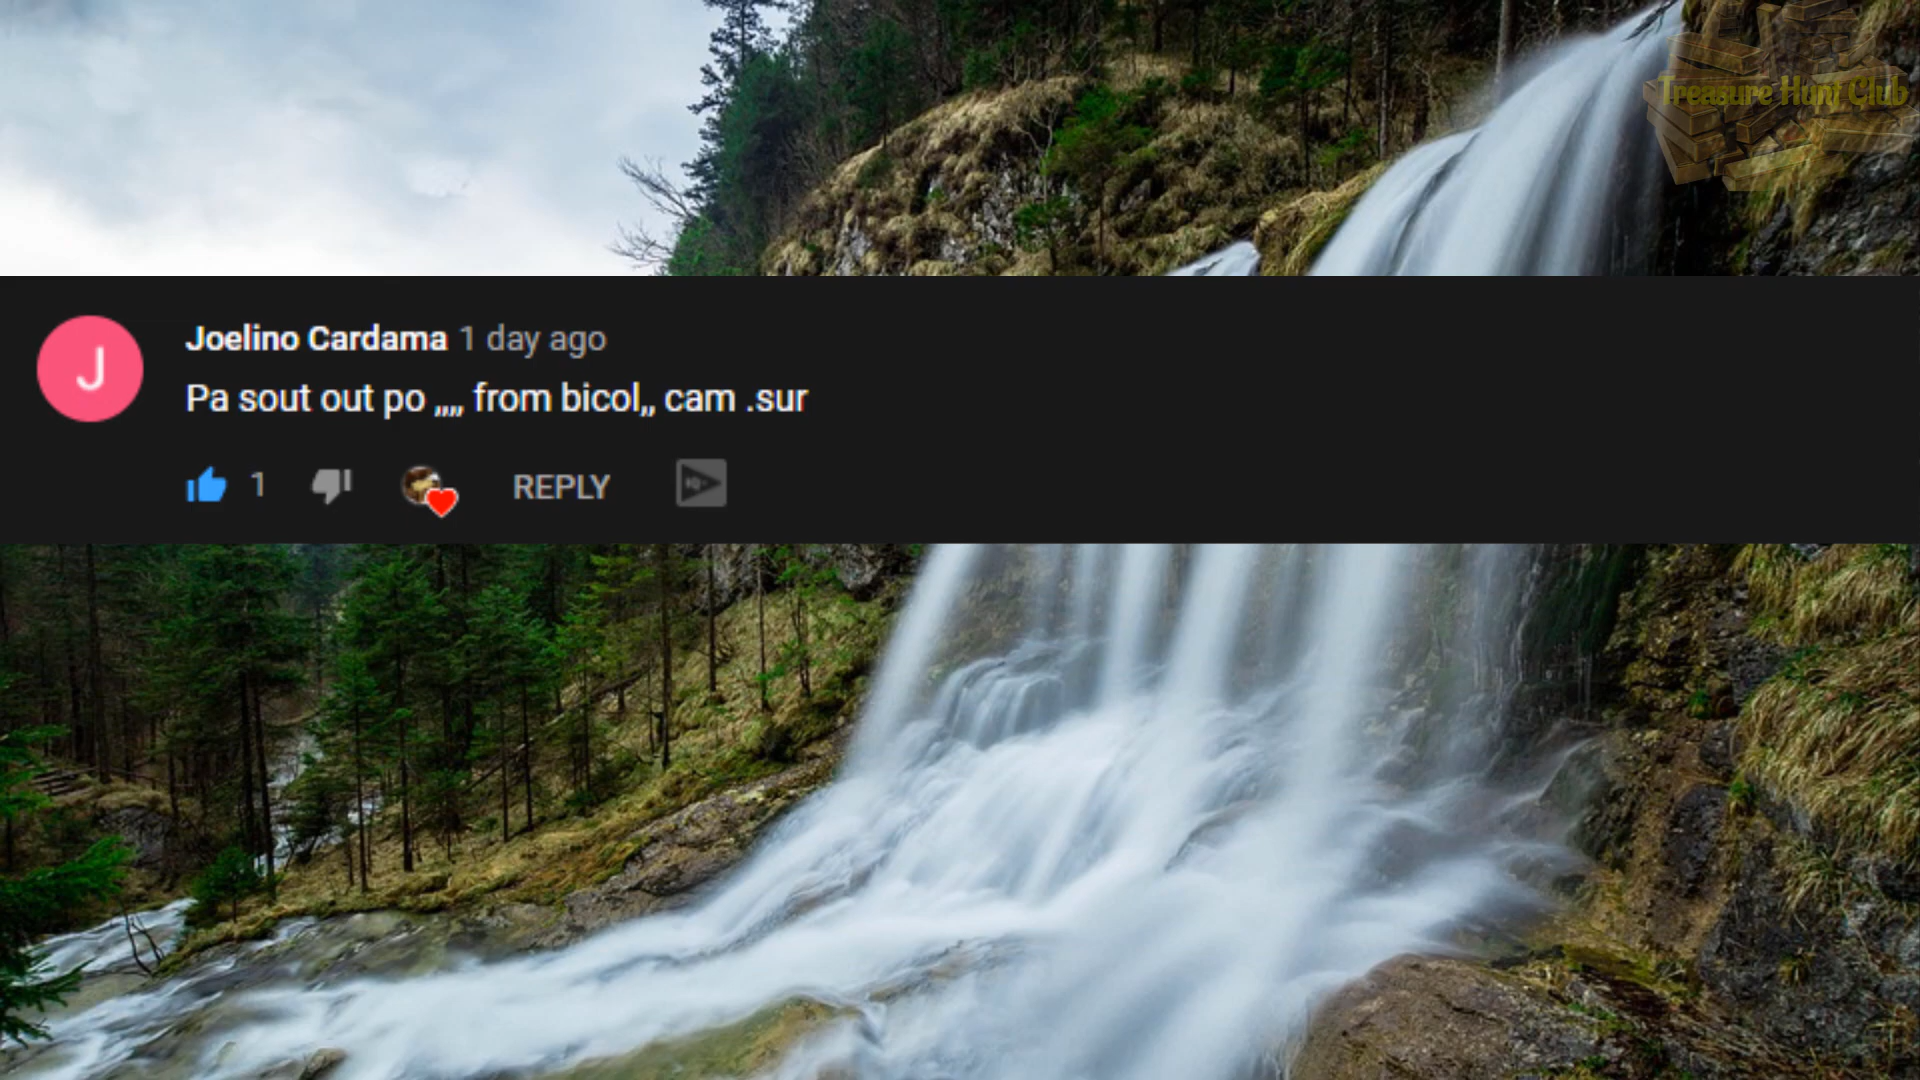 Treasure Hunt Club
Joelino Cardama 1 day ago
Pa sout out po ,,,, from bicol,, cam .sur
J
1
REPLY